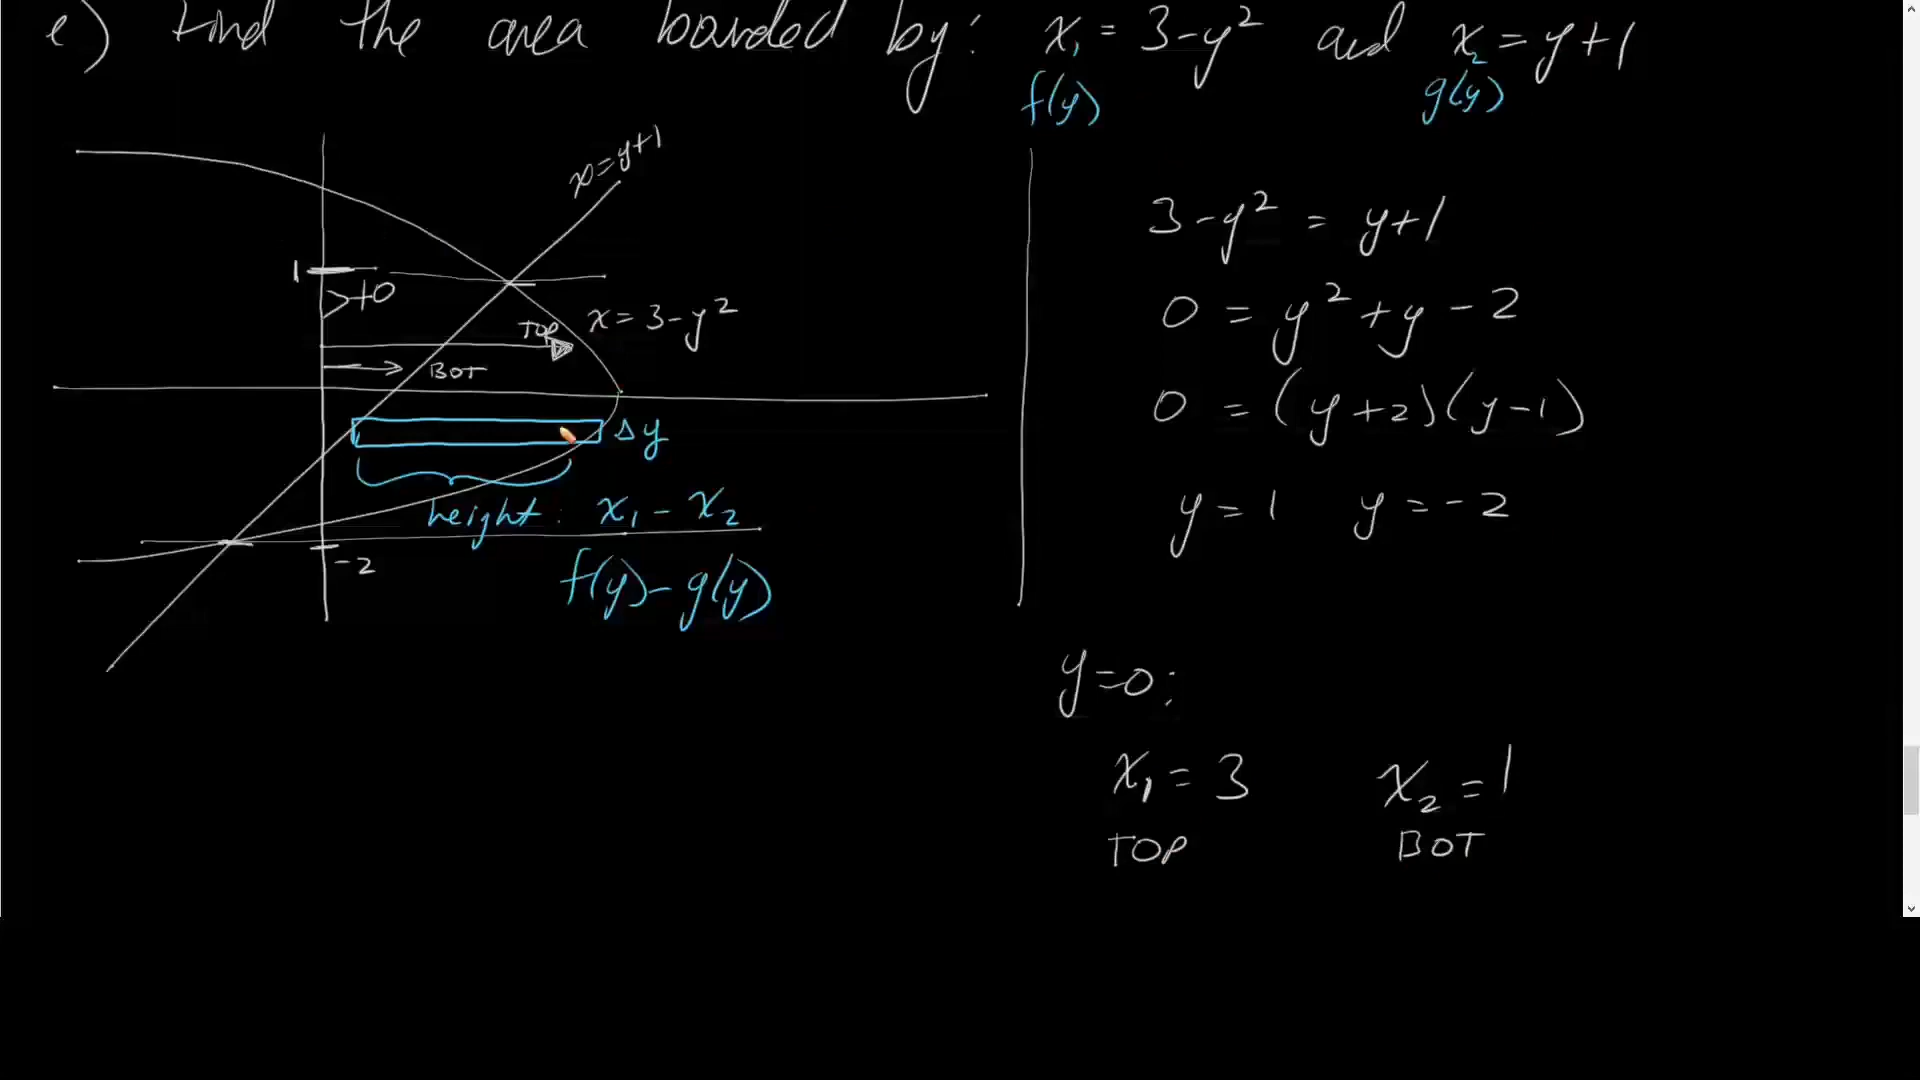 e) Find the area bounded by: x₁ = 3-y² and x₂ = y+1
f(y) g(y)
x=y+1
1
>+0
TOP x = 3-y²
BOT
Δy
height: x₁ - x₂
-2
f(y) - g(y)
3-y² = y+1
0 = y² + y - 2
0 = (y+2)(y-1)
y = 1 y = -2
y=0:
x₁ = 3 x₂ = 1
TOP BOT